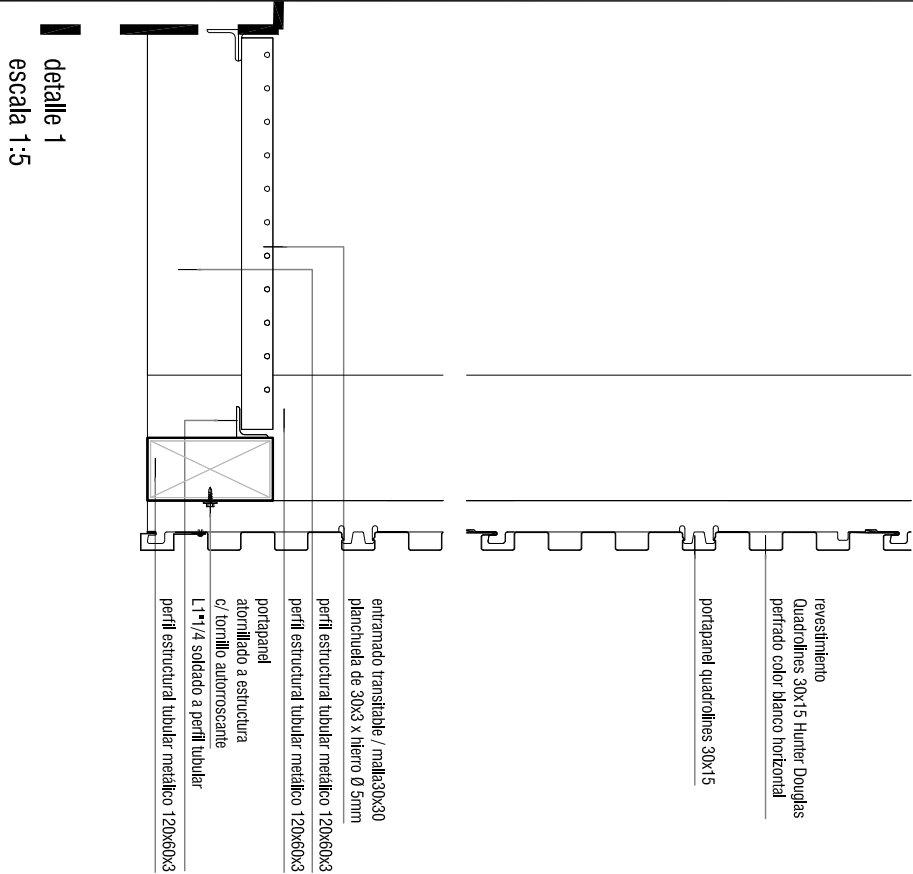 detalle 1
escala 1:5
revestimiento
Quadrolines 30x15 Hunter Douglas
perfrado color blanco horizontal
portapanel quadrolines 30x15
entramado transitable / malla30x30
planchuela de 30x3 x hierro Ø 5mm
perfil estructural tubular metálico 120x60x3
perfil estructural tubular metálico 120x60x3
portapanel
atornillado a estructura
c/ tornillo autorroscante
L1"1/4 soldado a perfil tubular
perfil estructural tubular metálico 120x60x3